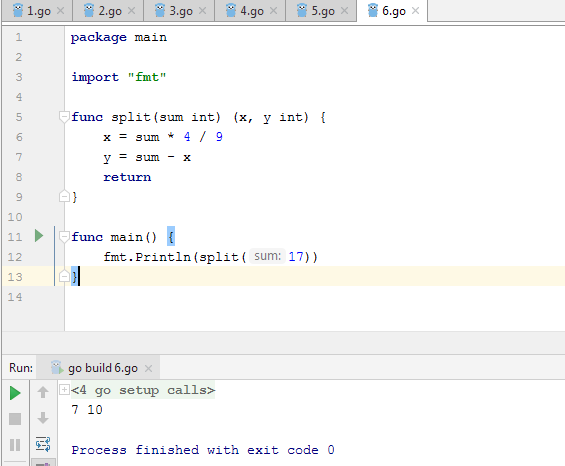 1.go 2.go 3.go 4.go 5.go 6.go
1 package main
2
3 import "fmt"
4
5 func split(sum int) (x, y int) {
6 x = sum * 4 / 9
7 y = sum - x
8 return
9 }
10
11 func main() {
12 fmt.Println(split( sum: 17))
13 }
14
Run: go build 6.go
<4 go setup calls>
7 10
Process finished with exit code 0